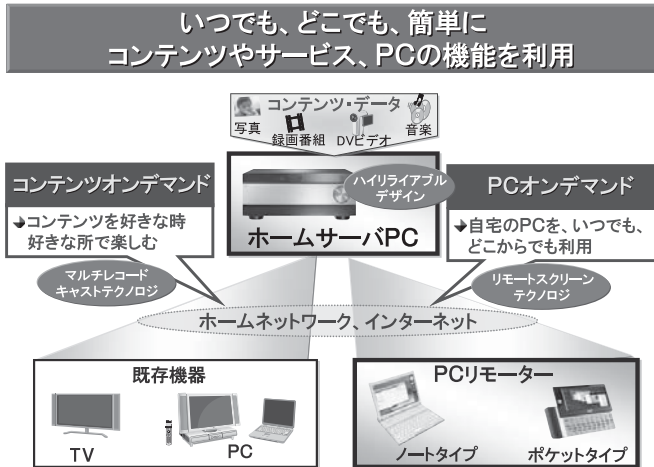 いつでも、どこでも、簡単に
コンテンツやサービス、PCの機能を利用
コンテンツ・データ
写真
録画番組
DVビデオ
音楽
コンテンツオンデマンド
➔コンテンツを好きな時
好きな所で楽しむ
マルチレコード
キャストテクノロジ
ハイリライアブル
デザイン
ホームサーバPC
PCオンデマンド
➔自宅のPCを、いつでも、
どこからでも利用
リモートスクリーン
テクノロジ
ホームネットワーク、インターネット
既存機器
TV
PC
PCリモーター
ノートタイプ
ポケットタイプ